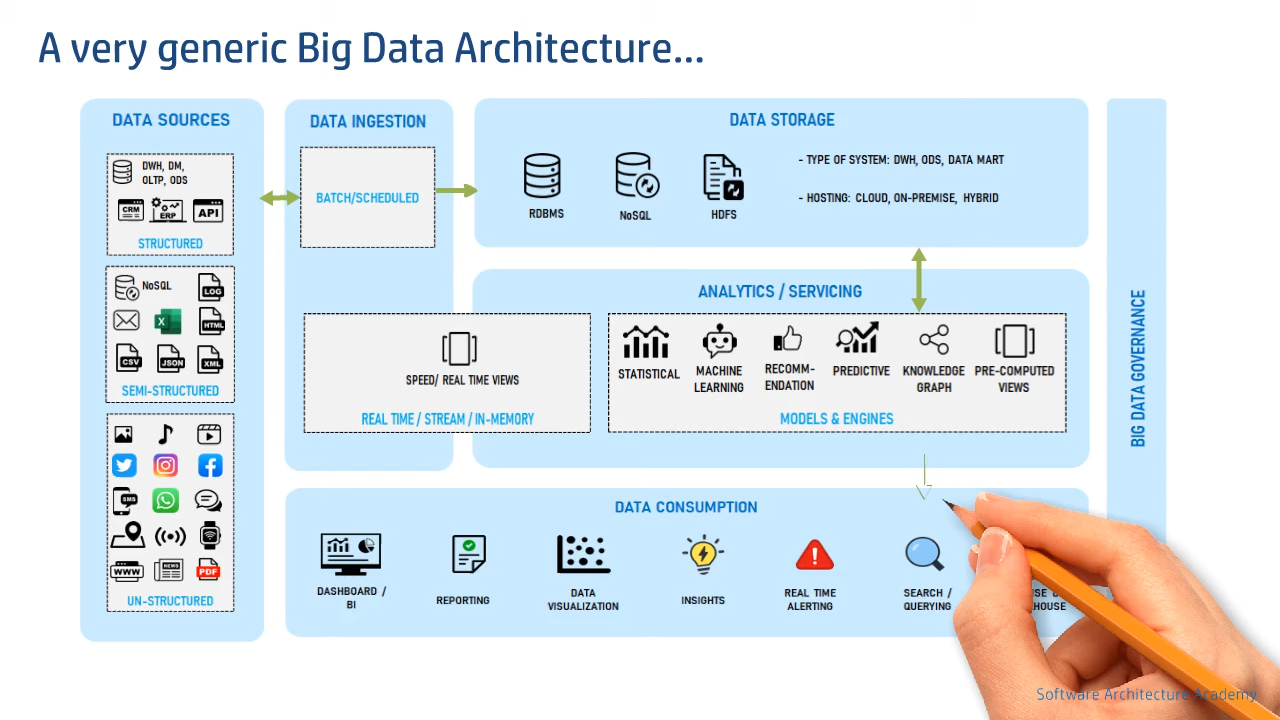 A very generic Big Data Architecture...
DATA SOURCES
DWH, DM,
OLTP, ODS
CRM
ERP
API
STRUCTURED
NoSQL
LOG
X
HTML
CSV
JSON
XML
SEMI-STRUCTURED
SMS
WWW
NEWS
PDF
UN-STRUCTURED
DATA INGESTION
BATCH/SCHEDULED
SPEED/ REAL TIME VIEWS
REAL TIME / STREAM / IN-MEMORY
DATA STORAGE
RDBMS
NoSQL
HDFS
- TYPE OF SYSTEM: DWH, ODS, DATA MART
- HOSTING: CLOUD, ON-PREMISE, HYBRID
ANALYTICS / SERVICING
STATISTICAL
MACHINE
LEARNING
RECOMM-
ENDATION
PREDICTIVE
KNOWLEDGE
GRAPH
PRE-COMPUTED
VIEWS
MODELS & ENGINES
DATA CONSUMPTION
DASHBOARD /
BI
REPORTING
DATA
VISUALIZATION
INSIGHTS
REAL TIME
ALERTING
SEARCH /
QUERYING
BIG DATA GOVERNANCE
Software Architecture Academy